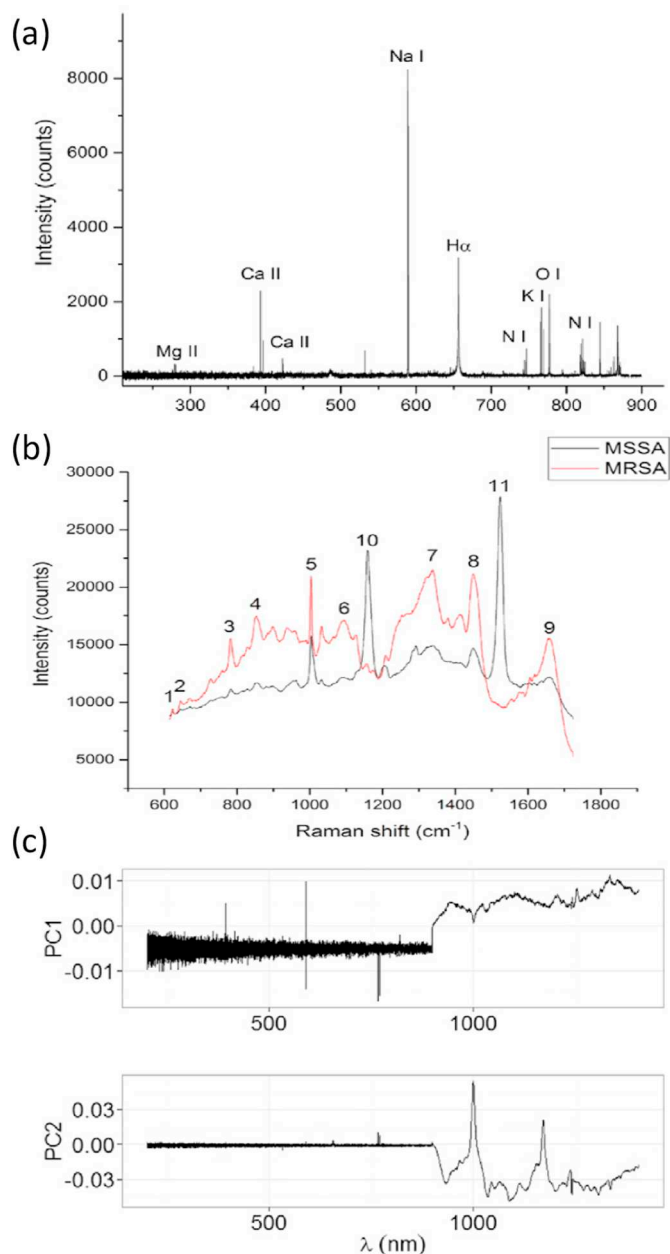 (a)
Intensity (counts)
8000
6000
4000
2000
0
Na I
Hα
Ca II
O I
K I
Ca II
N I
N I
Mg II
300 400 500 600 700 800 900
(b)
MSSA
MRSA
Intensity (counts)
30000
25000
20000
15000
10000
5000
1 2 3 4 5 6 10 7 8 11 9
600 800 1000 1200 1400 1600 1800
Raman shift (cm⁻¹)
(c)
PC1
0.01
0.00
-0.01
500 1000
PC2
0.03
0.00
-0.03
500 1000
λ (nm)